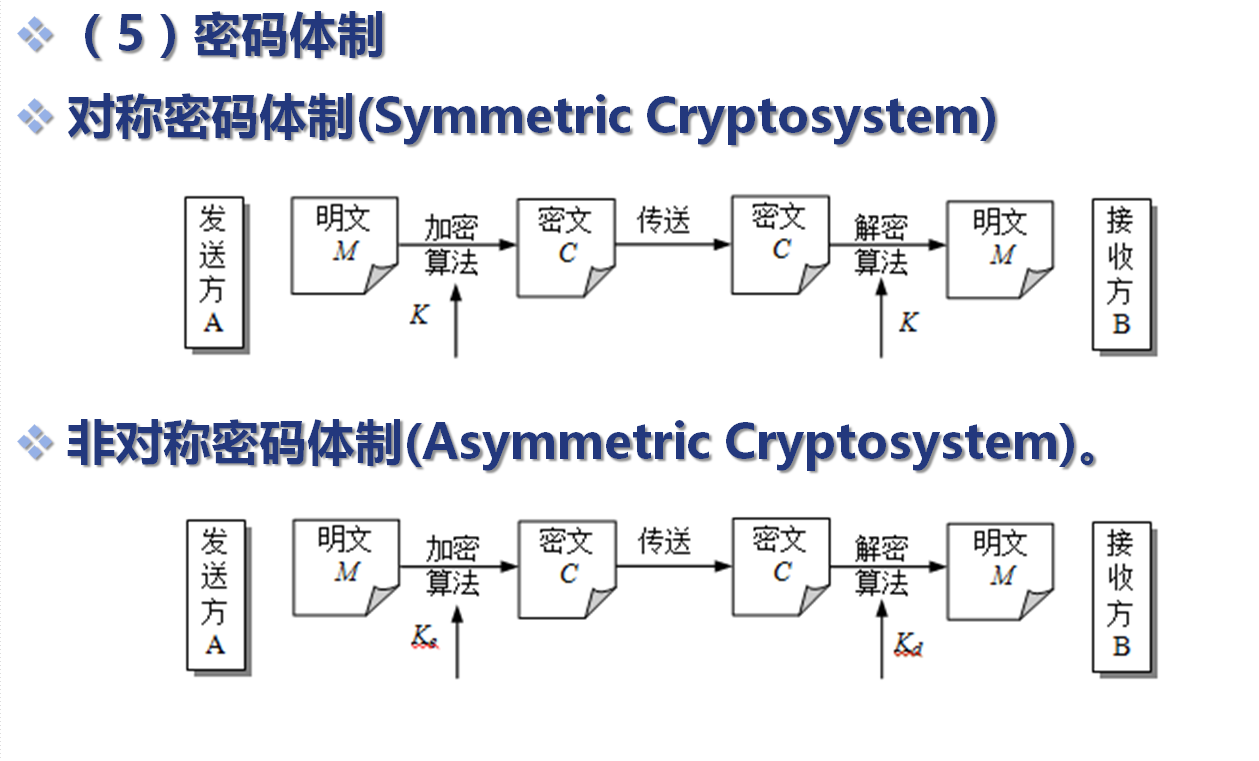 （5）密码体制
对称密码体制(Symmetric Cryptosystem)
发送方A
明文 M
加密算法
K
密文 C
传送
密文 C
解密算法
K
明文 M
接收方B
非对称密码体制(Asymmetric Cryptosystem)。
发送方A
明文 M
加密算法
Ke
密文 C
传送
密文 C
解密算法
Kd
明文 M
接收方B